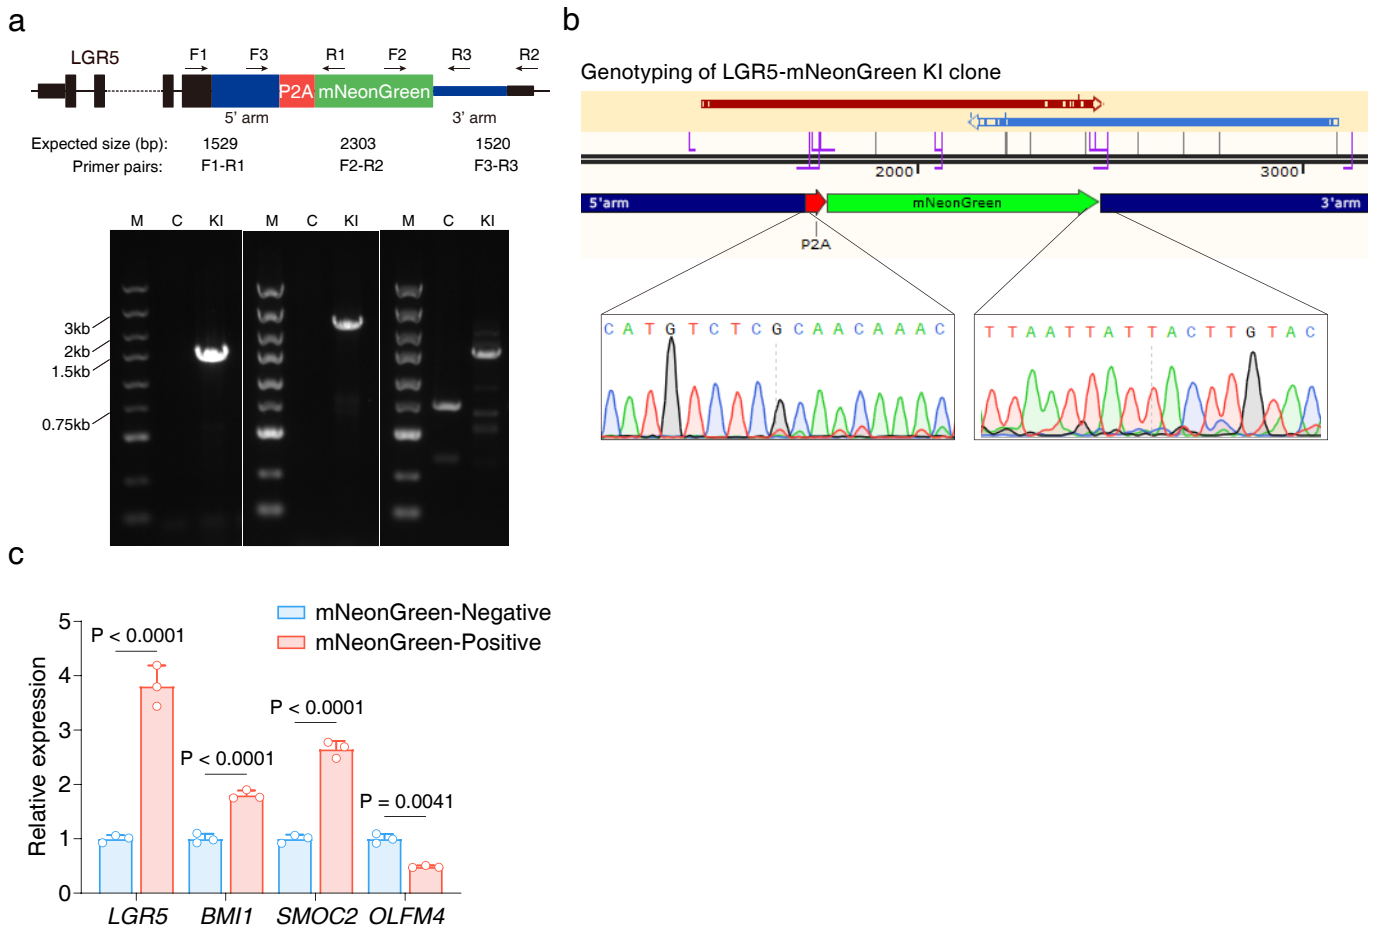 a
LGR5
F1
F3
R1
F2
R3
R2
P2A
mNeonGreen
5' arm
3' arm
Expected size (bp):
1529
2303
1520
Primer pairs:
F1-R1
F2-R2
F3-R3
M
C
KI
M
C
KI
M
C
KI
3kb
2kb
1.5kb
0.75kb
b
Genotyping of LGR5-mNeonGreen KI clone
2000
3000
5'arm
mNeonGreen
3'arm
P2A
C A T G T C T C G C A A C A A A C
T T A A T T A T T A C T T G T A C
c
mNeonGreen-Negative
mNeonGreen-Positive
Relative expression
5
4
3
2
1
0
P < 0.0001
P < 0.0001
P < 0.0001
P = 0.0041
LGR5
BMI1
SMOC2
OLFM4